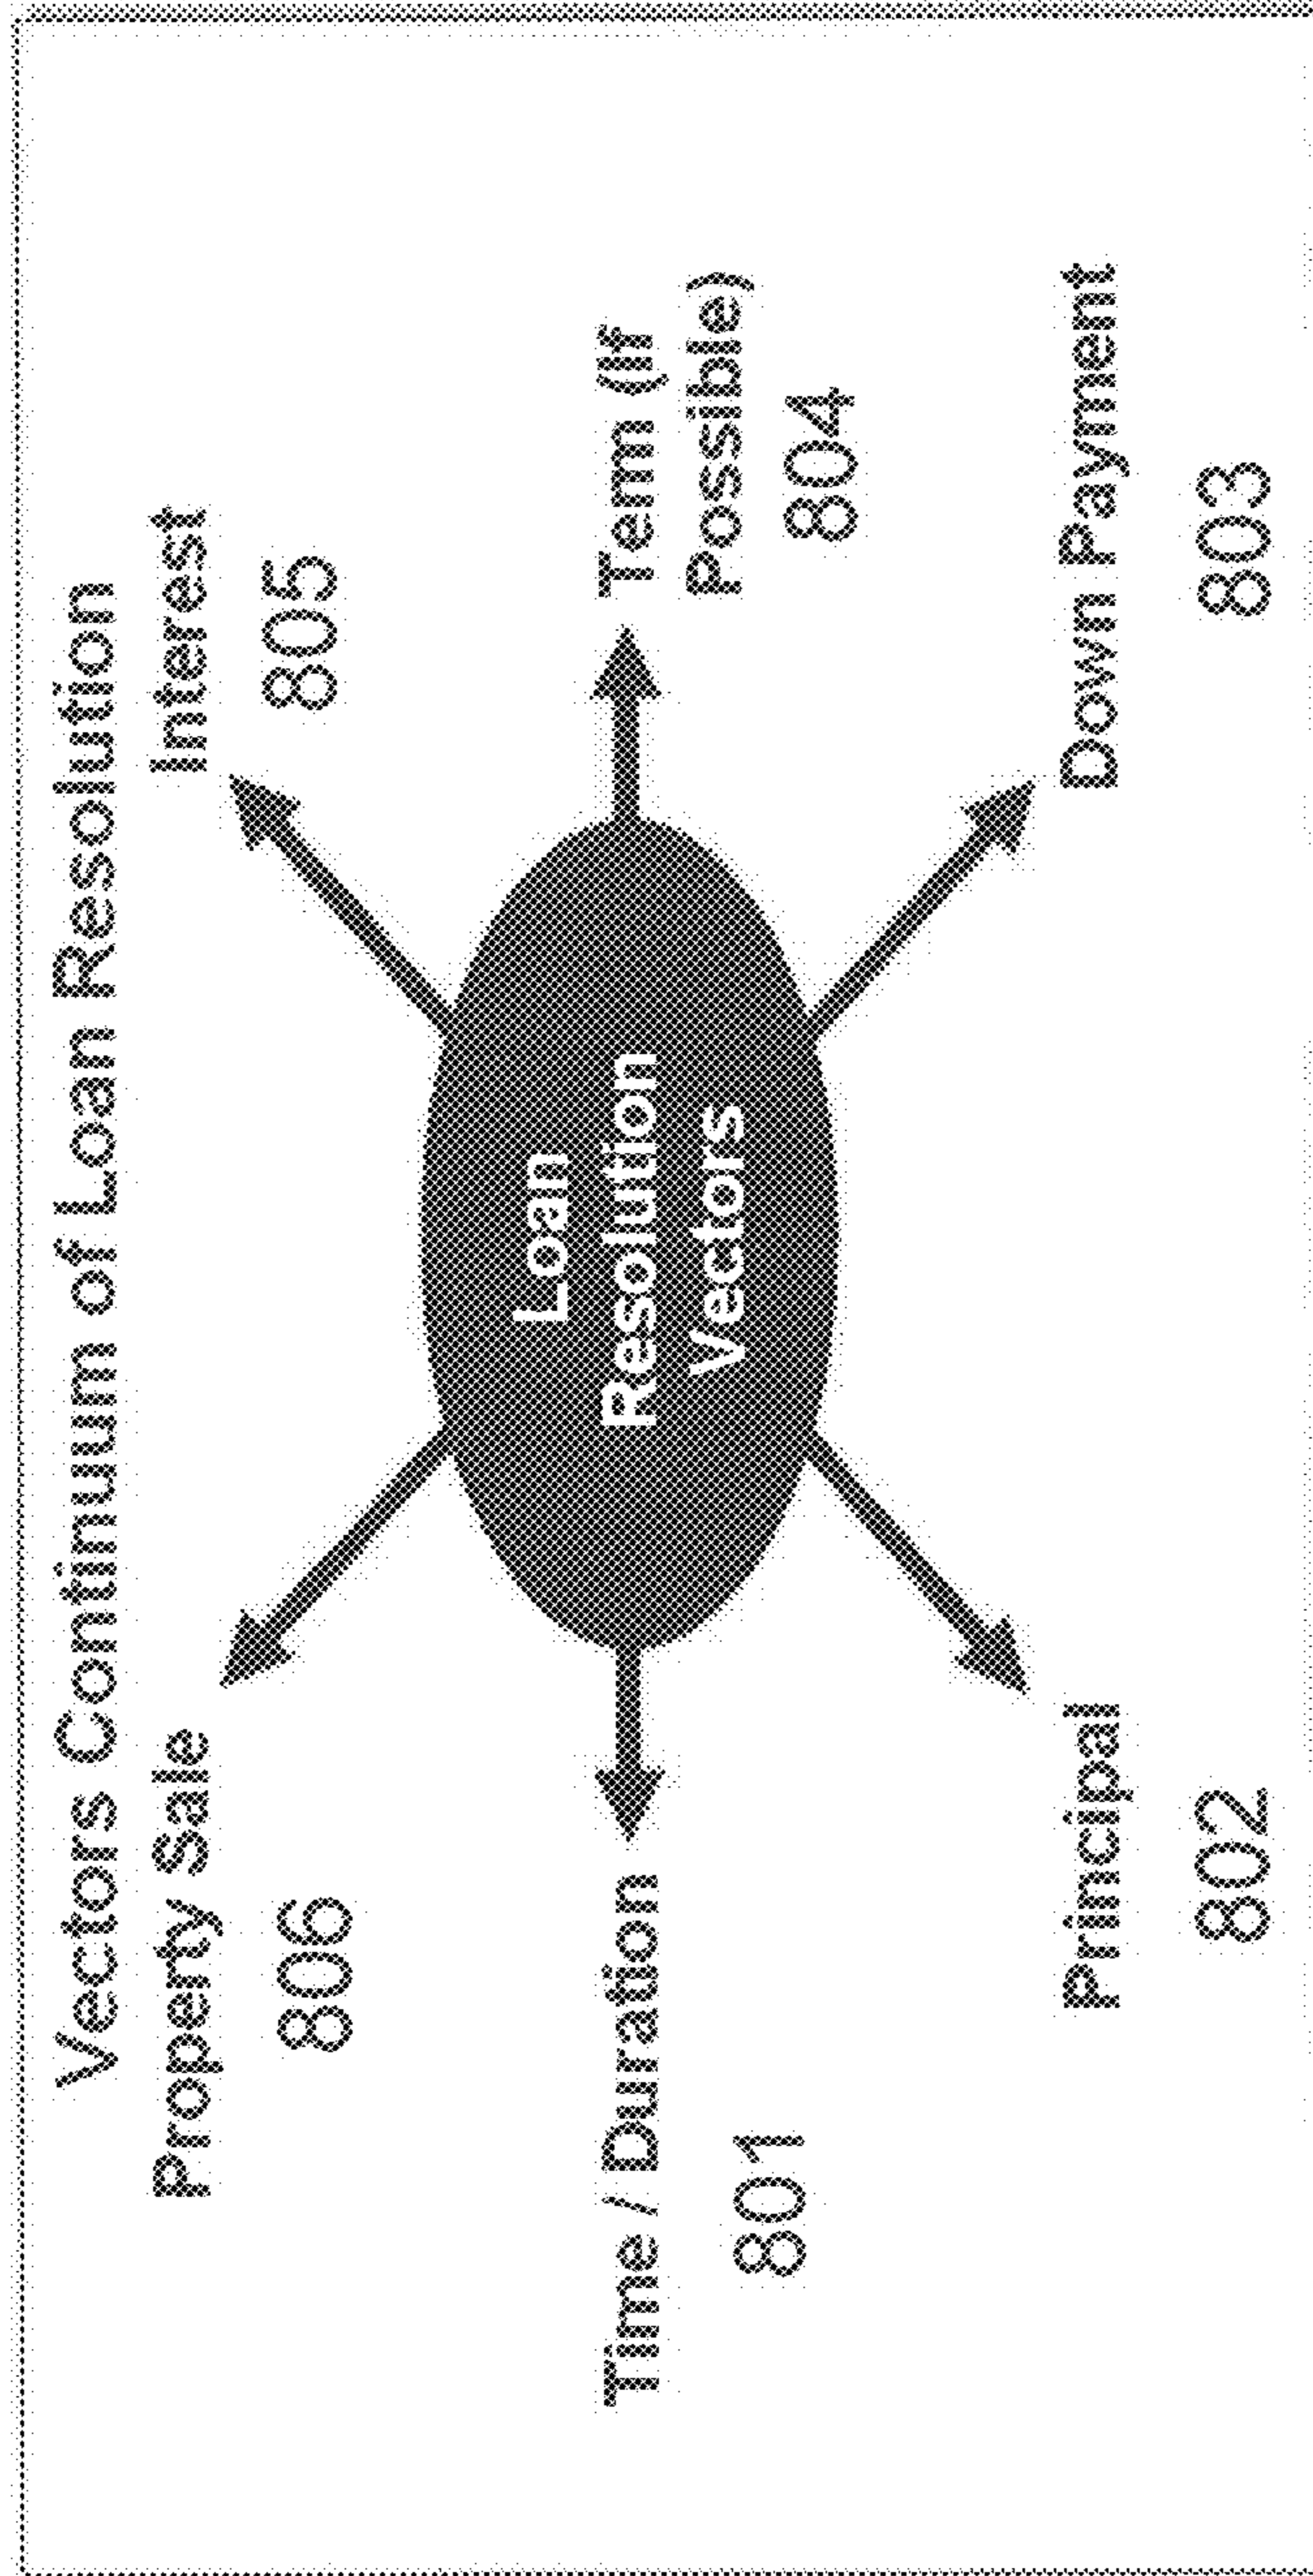 Vectors Continuum of Loan Resolution
Property Sale
806
Interest
805
Time / Duration
801
Loan
Resolution
Vectors
Term (If
Possible)
804
Principal
802
Down Payment
803